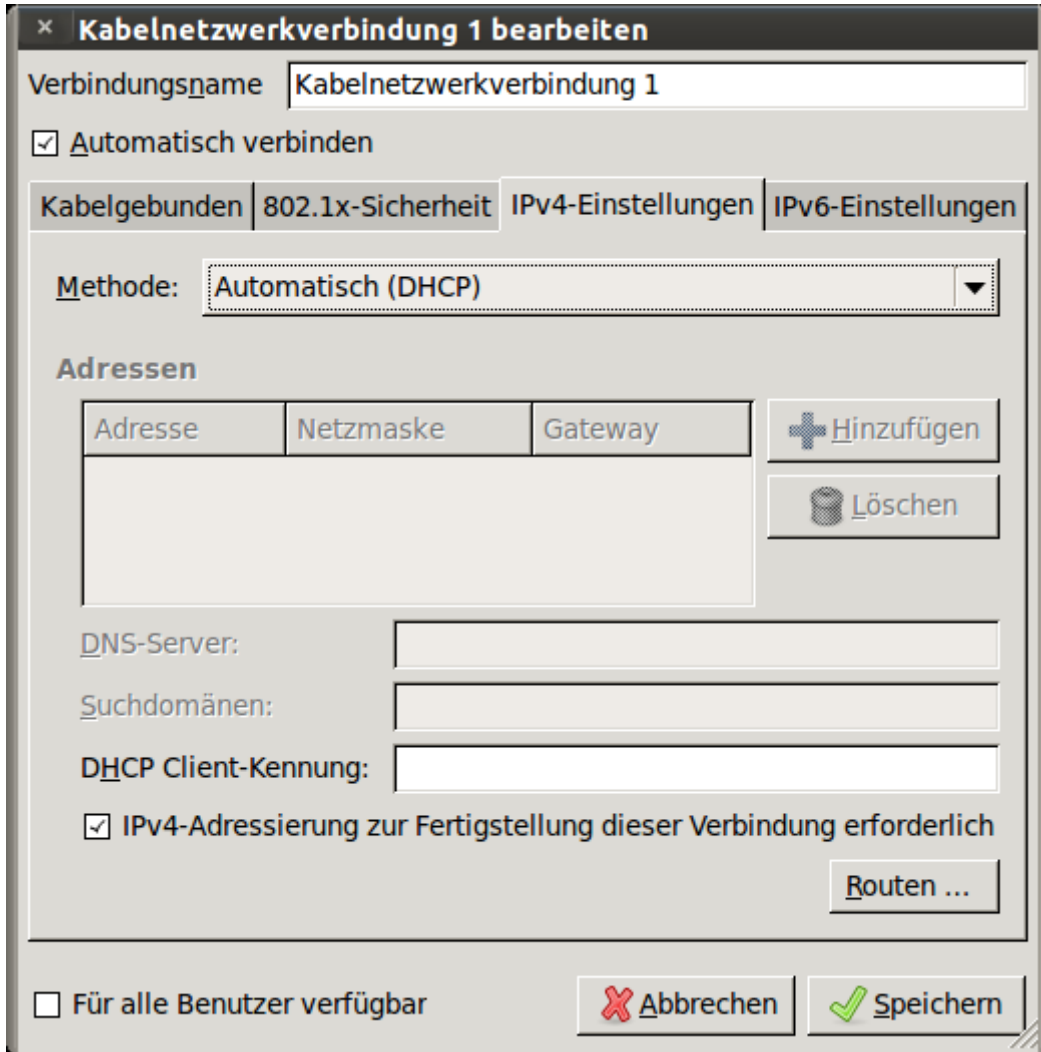 Kabelnetzwerkverbindung 1 bearbeiten
Verbindungsname Kabelnetzwerkverbindung 1
Automatisch verbinden
Kabelgebunden 802.1x-Sicherheit IPv4-Einstellungen IPv6-Einstellungen
Methode: Automatisch (DHCP)
Adressen
Adresse Netzmaske Gateway Hinzufügen
Löschen
DNS-Server:
Suchdomänen:
DHCP Client-Kennung:
IPv4-Adressierung zur Fertigstellung dieser Verbindung erforderlich
Routen ...
Für alle Benutzer verfügbar Abbrechen Speichern